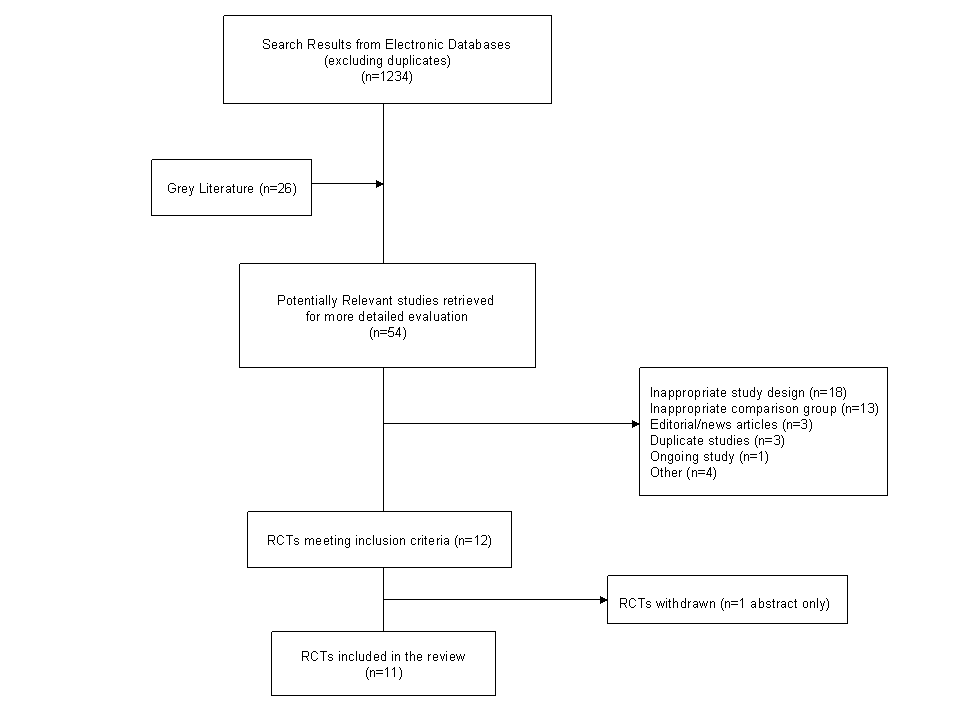 Search Results from Electronic Databases
(excluding duplicates)
(n=1234)
Grey Literature (n=26)
Potentially Relevant studies retrieved
for more detailed evaluation
(n=54)
Inappropriate study design (n=18)
Inappropriate comparison group (n=13)
Editorial/news articles (n=3)
Duplicate studies (n=3)
Ongoing study (n=1)
Other (n=4)
RCTs meeting inclusion criteria (n=12)
RCTs withdrawn (n=1 abstract only)
RCTs included in the review
(n=11)